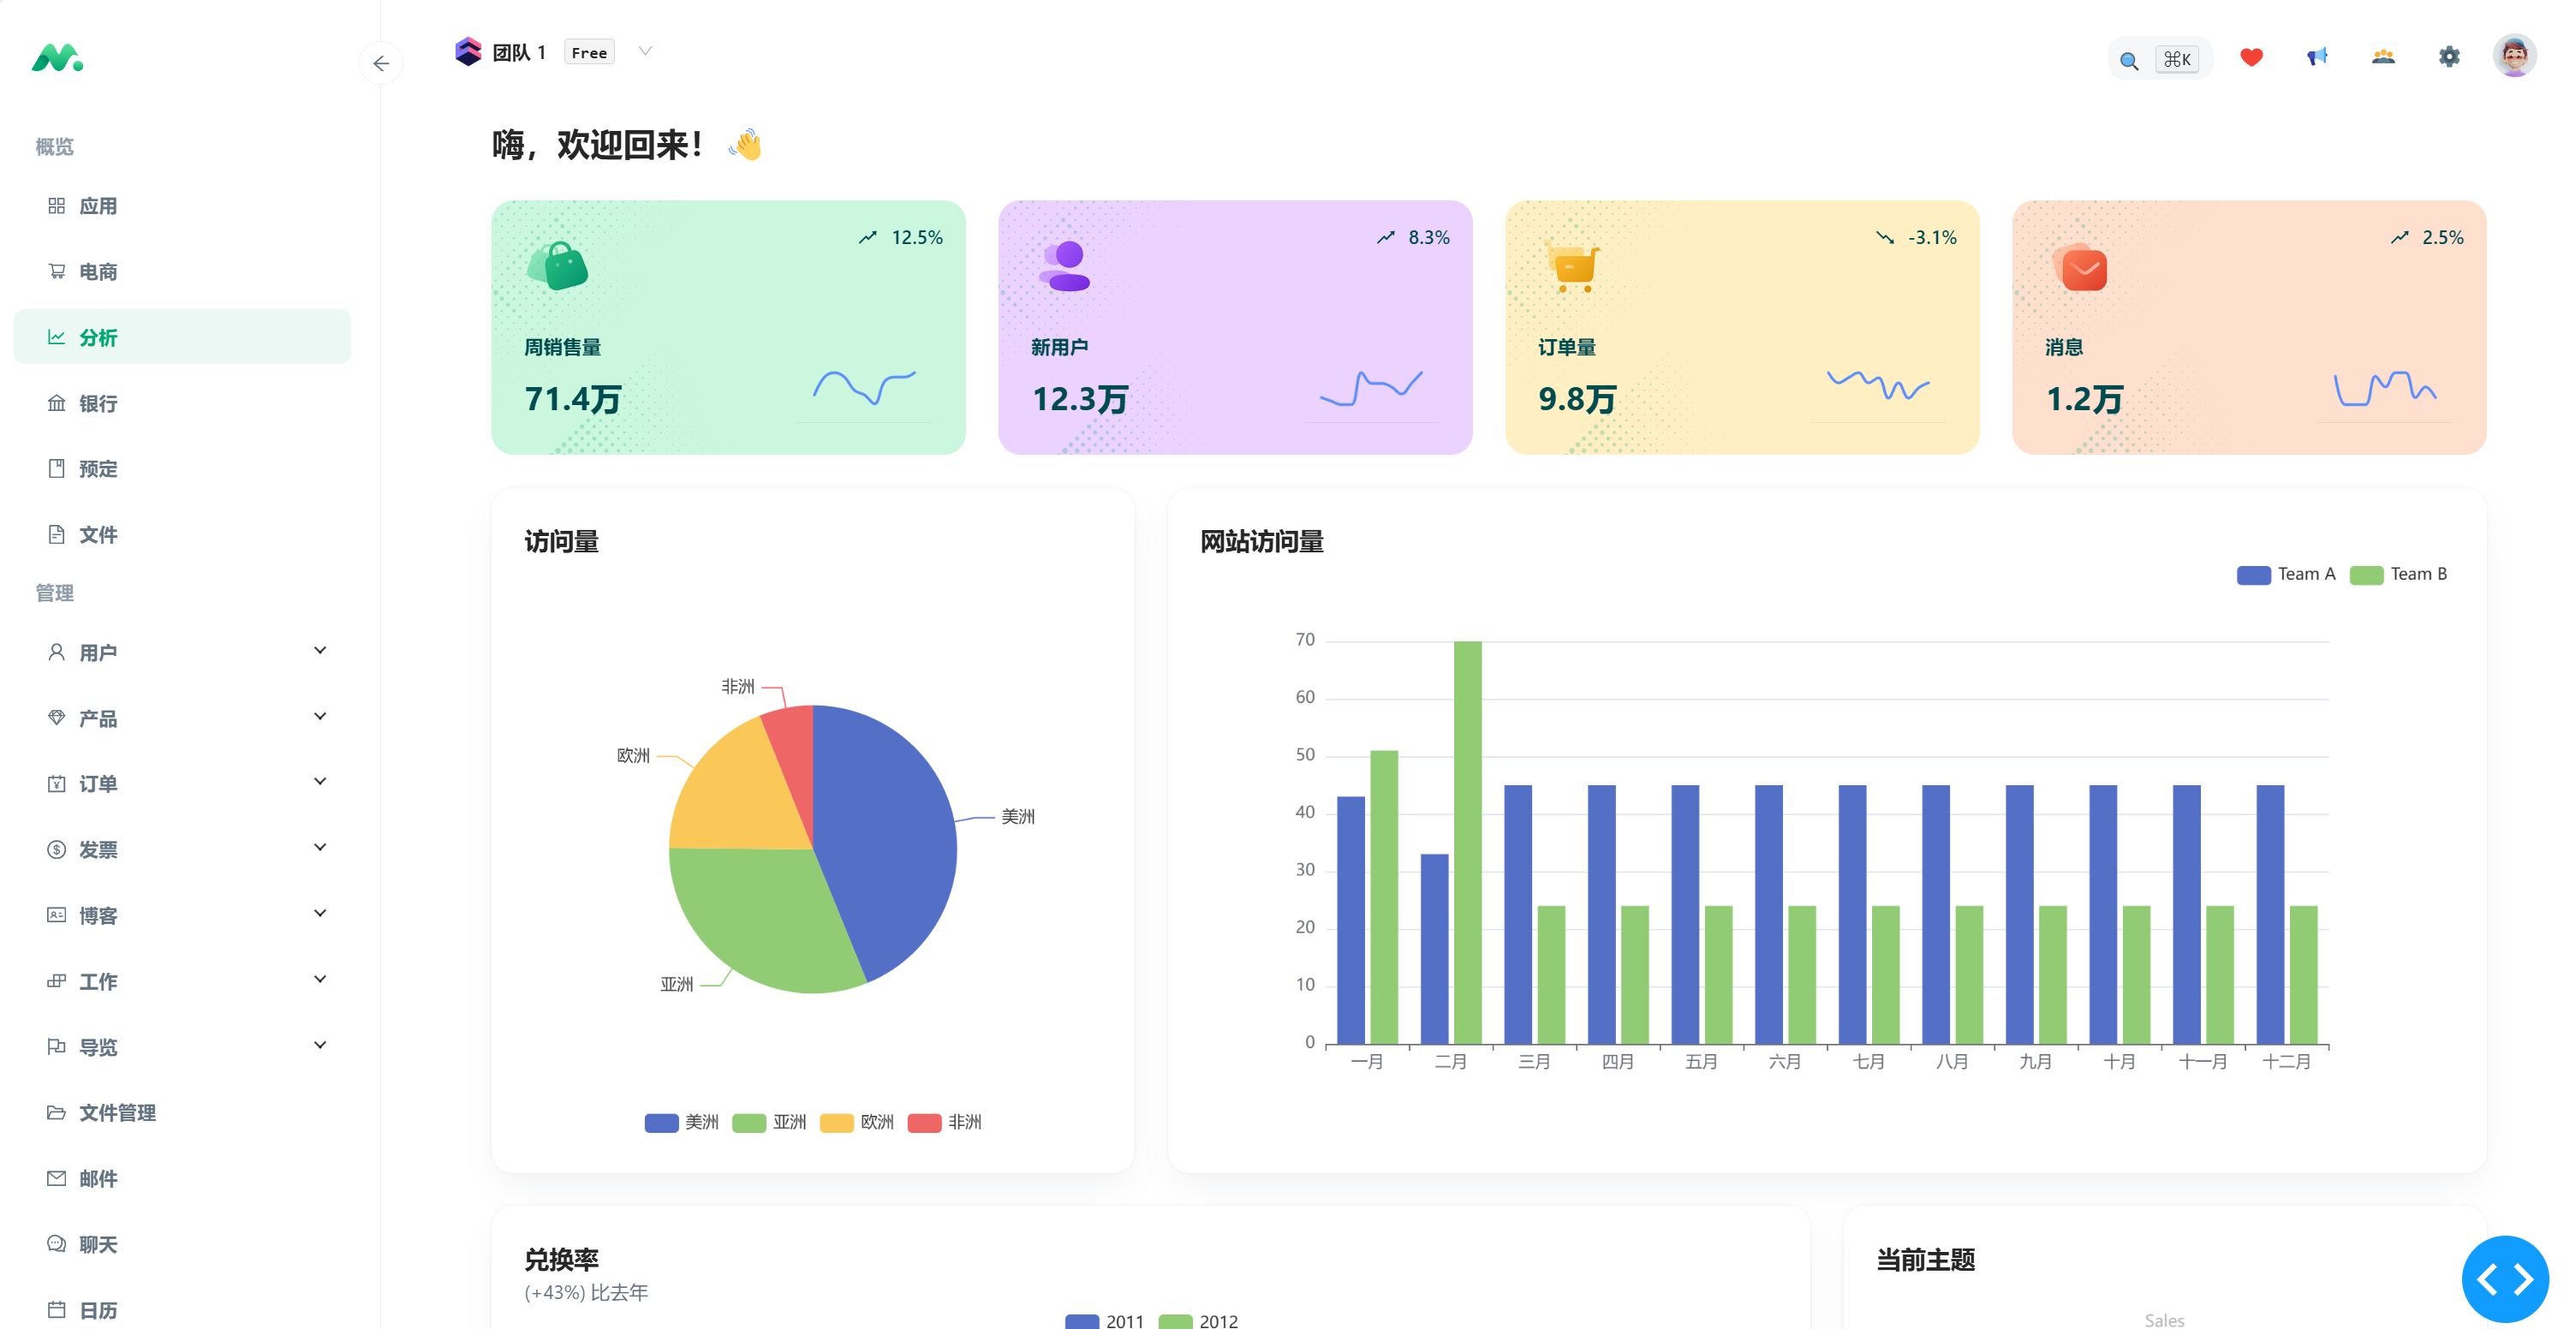 团队 1 Free
⌘K
概览
应用
电商
分析
银行
预定
文件
管理
用户
产品
订单
发票
博客
工作
导览
文件管理
邮件
聊天
日历
嗨，欢迎回来！ 👋
12.5%
周销售量
71.4万
8.3%
新用户
12.3万
-3.1%
订单量
9.8万
2.5%
消息
1.2万
访问量
非洲
欧洲
美洲
亚洲
美洲 亚洲 欧洲 非洲
网站访问量
Team A Team B
70
60
50
40
30
20
10
0
一月 二月 三月 四月 五月 六月 七月 八月 九月 十月 十一月 十二月
兑换率
(+43%) 比去年
2011 2012
当前主题
Sales